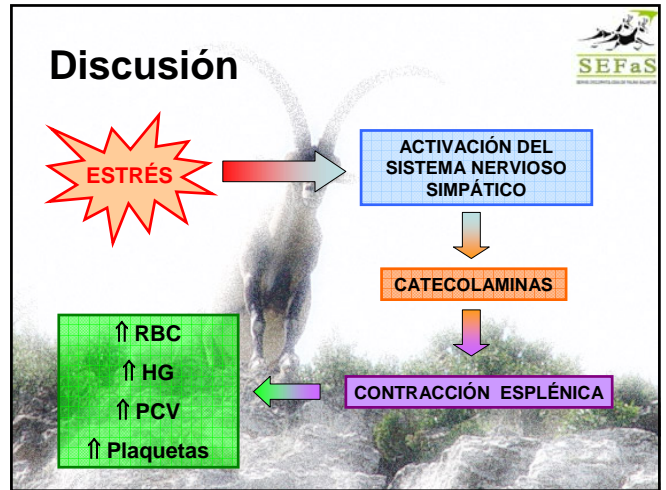 Discusión
SEFaS
ESTRÉS
ACTIVACIÓN DEL
SISTEMA NERVIOSO
SIMPÁTICO
CATECOLAMINAS
CONTRACCIÓN ESPLÉNICA
⇑ RBC
⇑ HG
⇑ PCV
⇑ Plaquetas